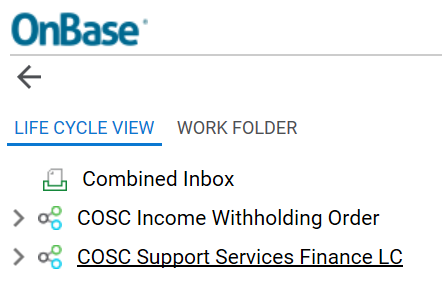 OnBase®
LIFE CYCLE VIEW WORK FOLDER
Combined Inbox
COSC Income Withholding Order
COSC Support Services Finance LC